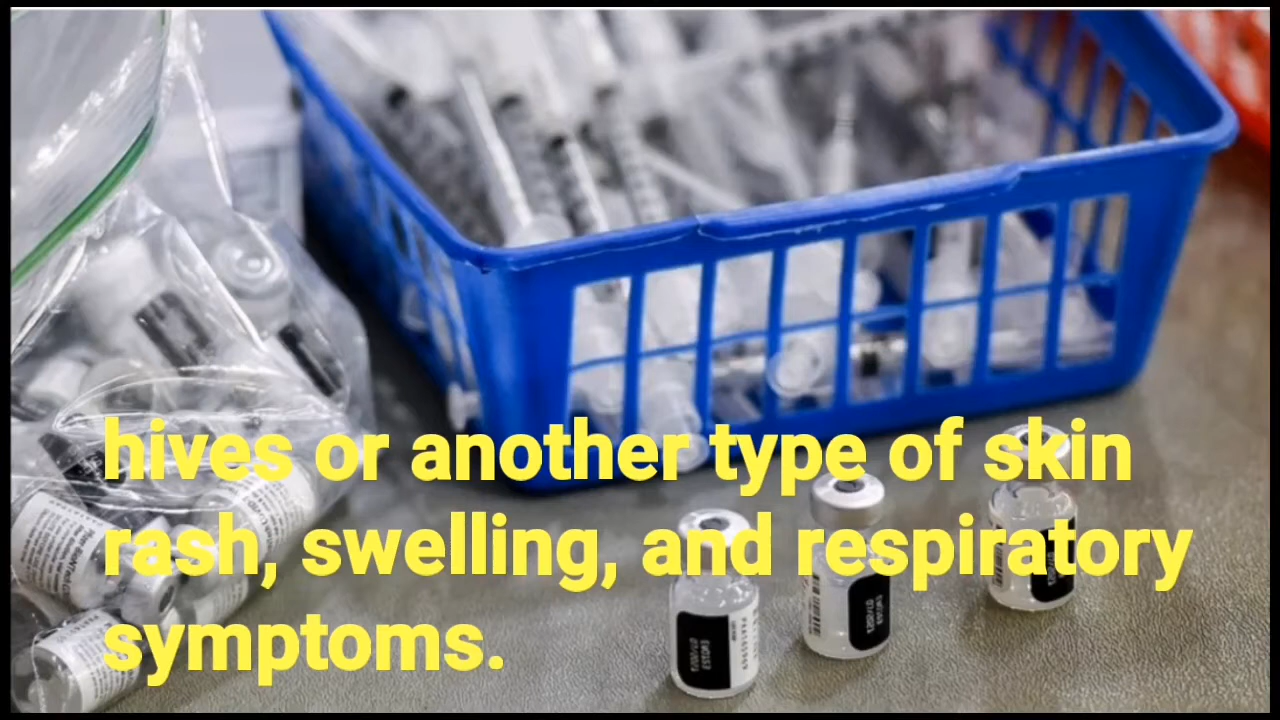 hives or another type of skin
rash, swelling, and respiratory
symptoms.